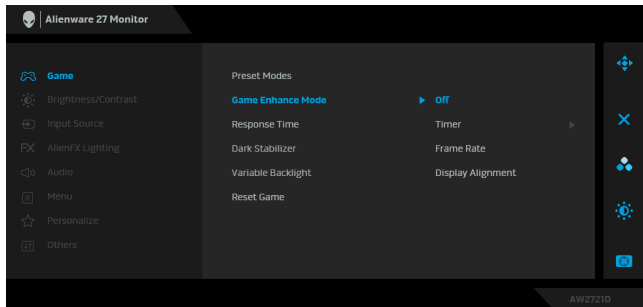 Alienware 27 Monitor
Game
Brightness/Contrast
Input Source
AlienFX Lighting
Audio
Menu
Personalize
Others
Preset Modes
Game Enhance Mode
Response Time
Dark Stabilizer
Variable Backlight
Reset Game
Off
Timer
Frame Rate
Display Alignment
AW2721D